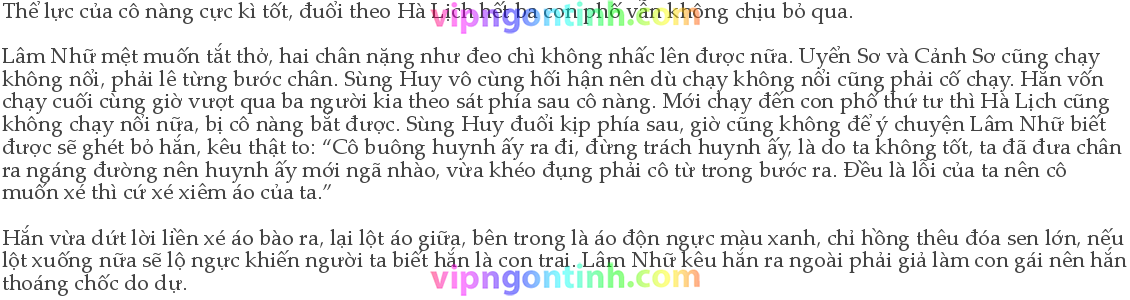 Thể lực của cô nàng cực kì tốt, đuổi theo Hà Lịch hết ba con phố vẫn không chịu bỏ qua.
vipngontinh.com
Lâm Nhữ mệt muốn tắt thở, hai chân nặng như đeo chì không nhấc lên được nữa. Uyển Sơ và Cảnh Sơ cũng chạy
không nổi, phải lê từng bước chân. Sùng Huy vô cùng hối hận nên dù chạy không nổi cũng phải cố chạy. Hắn vốn
chạy cuối cùng giờ vượt qua ba người kia theo sát phía sau cô nàng. Mới chạy đến con phố thứ tư thì Hà Lịch cũng
không chạy nổi nữa, bị cô nàng bắt được. Sùng Huy đuổi kịp phía sau, giờ cũng không để ý chuyện Lâm Nhữ biết
được sẽ ghét bỏ hắn, kêu thật to: “Cô buông huynh ấy ra đi, đừng trách huynh ấy, là do ta không tốt, ta đã đưa chân
ra ngáng đường nên huynh ấy mới ngã nhào, vừa khéo đụng phải cô từ trong bước ra. Đều là lỗi của ta nên cô
muốn xé thì cứ xé xiêm áo của ta.”
Hắn vừa dứt lời liền xé áo bào ra, lại lột áo giữa, bên trong là áo độn ngực màu xanh, chỉ hồng thêu đóa sen lớn, nếu
lột xuống nữa sẽ lộ ngực khiến người ta biết hắn là con trai. Lâm Nhữ kêu hắn ra ngoài phải giả làm con gái nên hắn
thoáng chốc do dự.
vipngontinh.com